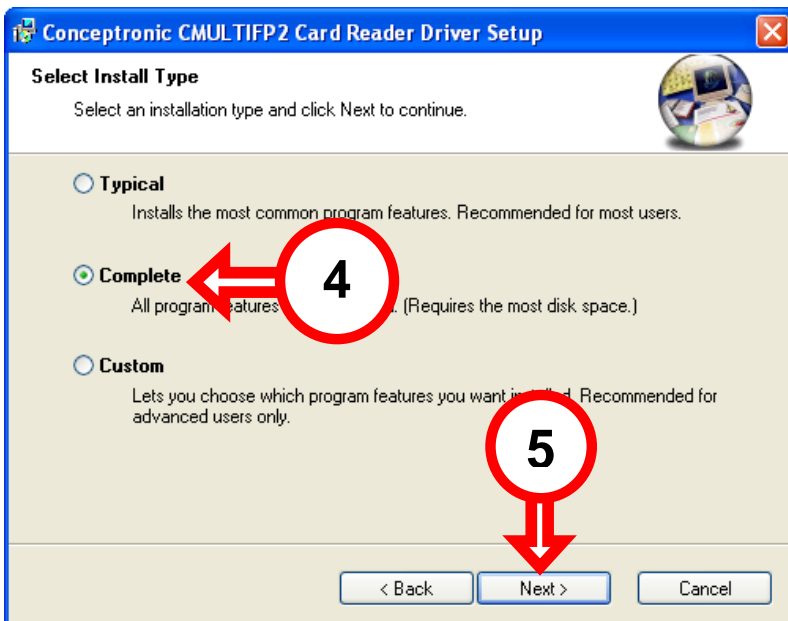 Conceptronic CMULTIFP2 Card Reader Driver Setup
Select Install Type
Select an installation type and click Next to continue.
Typical
Installs the most common program features. Recommended for most users.
Complete
4
All program features . (Requires the most disk space.)
Custom
Lets you choose which program features you want installed. Recommended for
advanced users only.
5
< Back Next > Cancel